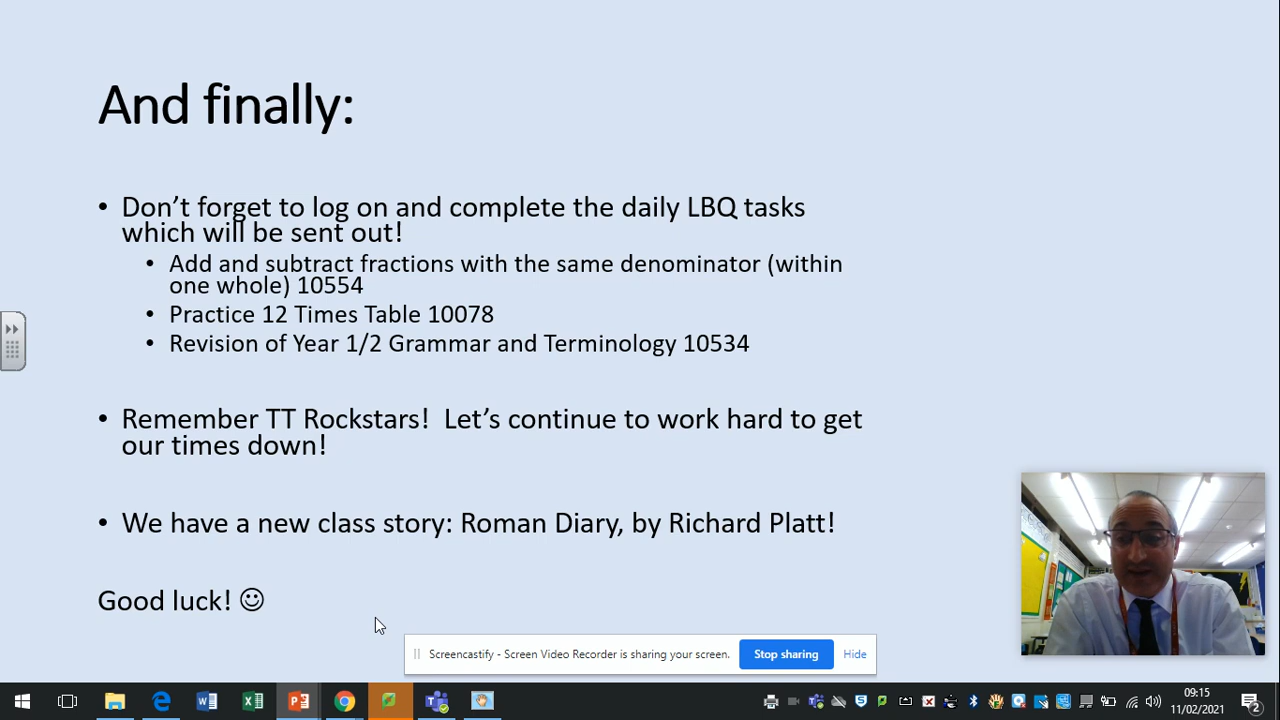 And finally:
• Don’t forget to log on and complete the daily LBQ tasks
which will be sent out!
• Add and subtract fractions with the same denominator (within
one whole) 10554
• Practice 12 Times Table 10078
• Revision of Year 1/2 Grammar and Terminology 10534
• Remember TT Rockstars!  Let’s continue to work hard to get
our times down!
• We have a new class story: Roman Diary, by Richard Platt!
Good luck! ☺
Screencastify - Screen Video Recorder is sharing your screen. Stop sharing Hide
09:15
11/02/2021
2